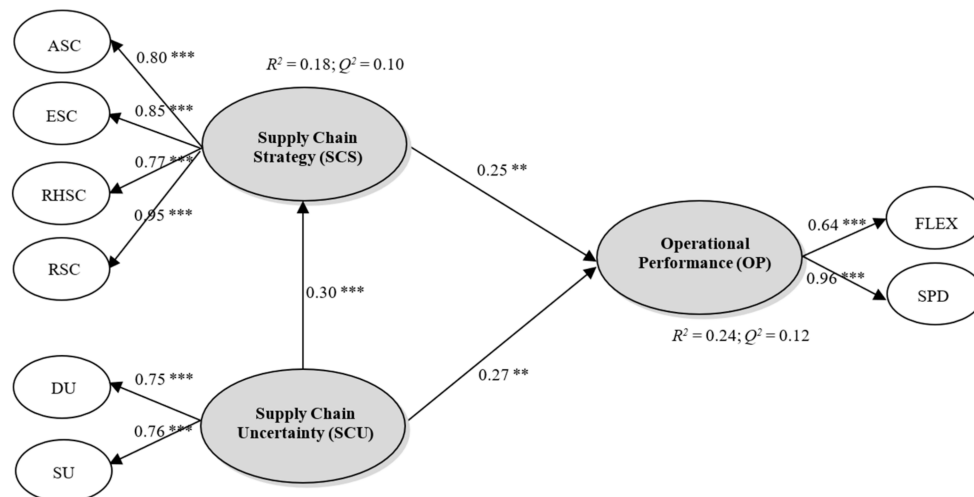 ASC
0.80 ***
R² = 0.18; Q² = 0.10
ESC
0.85 ***
Supply Chain
Strategy (SCS)
0.77 ***
RHSC
0.95 ***
RSC
0.25 **
Operational
Performance (OP)
0.64 ***
FLEX
0.96 ***
SPD
0.30 ***
R² = 0.24; Q² = 0.12
DU
0.75 ***
0.27 **
Supply Chain
Uncertainty (SCU)
0.76 ***
SU